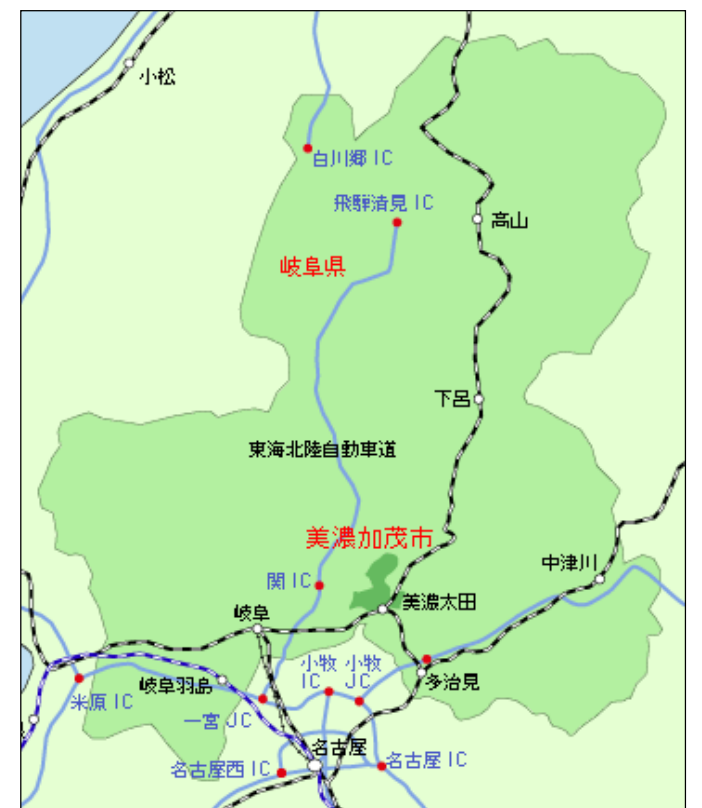 小松
白川郷 IC
飛騨清見 IC
高山
岐阜県
下呂
東海北陸自動車道
美濃加茂市
中津川
関 IC
美濃太田
岐阜
小牧
IC
小牧
JC
多治見
岐阜羽島
米原 IC
一宮 JC
名古屋
名古屋西 IC
名古屋 IC